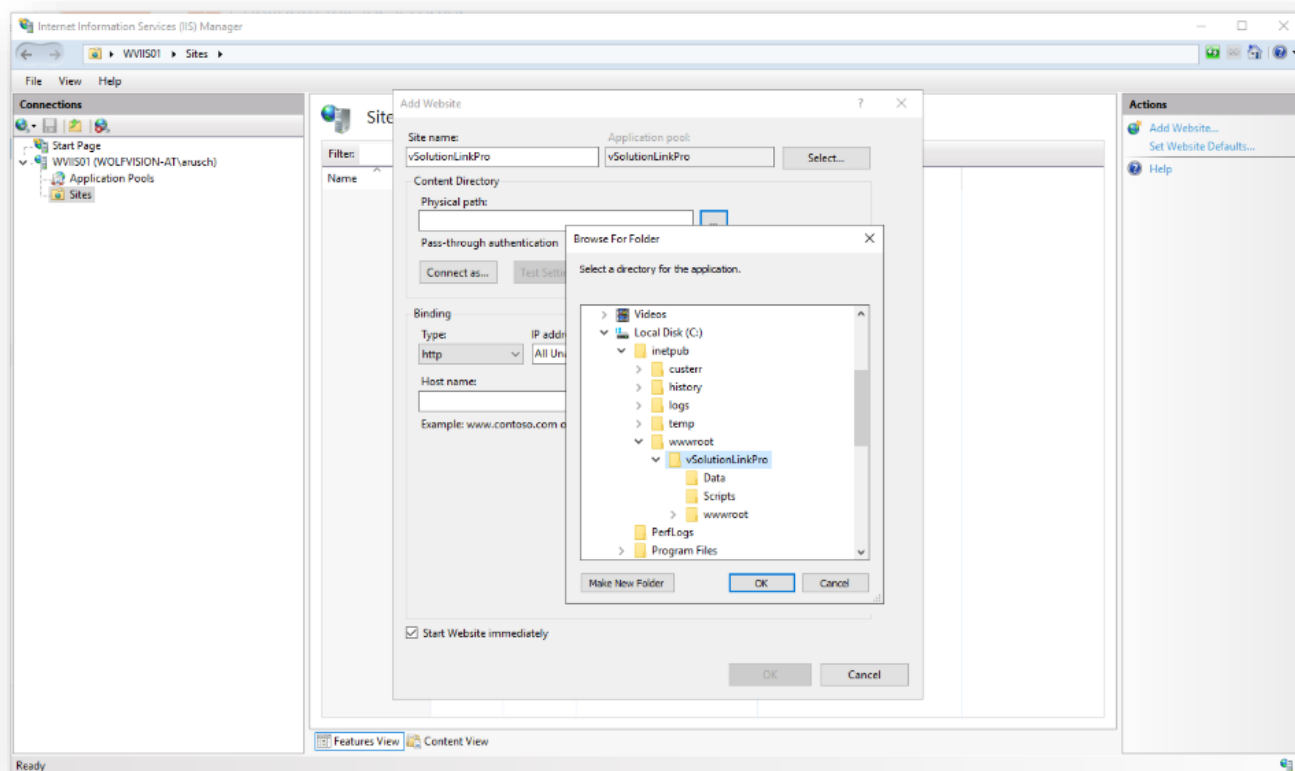 Internet Information Services (IIS) Manager
WVIIS01 Sites
File View Help
Connections
Start Page
WVIIS01 (WOLFVISION-AT\arusch)
Application Pools
Sites
Site
Filter:
Name
Features View Content View
Ready
Add Website
?
Site name:
Application pool:
vSolutionLinkPro
vSolutionLinkPro
Select...
Content Directory
Physical path:
...
Pass-through authentication
Connect as...
Binding
Type:
http
All
Host name:
Example: www.contoso.com
Start Website immediately
OK
Cancel
Browse For Folder
Select a directory for the application.
Videos
Local Disk (C:)
inetpub
custerr
history
logs
temp
wwwroot
vSolutionLinkPro
Data
Scripts
wwwroot
PerfLogs
Program Files
Make New Folder
OK
Cancel
Actions
Add Website...
Set Website Defaults...
Help